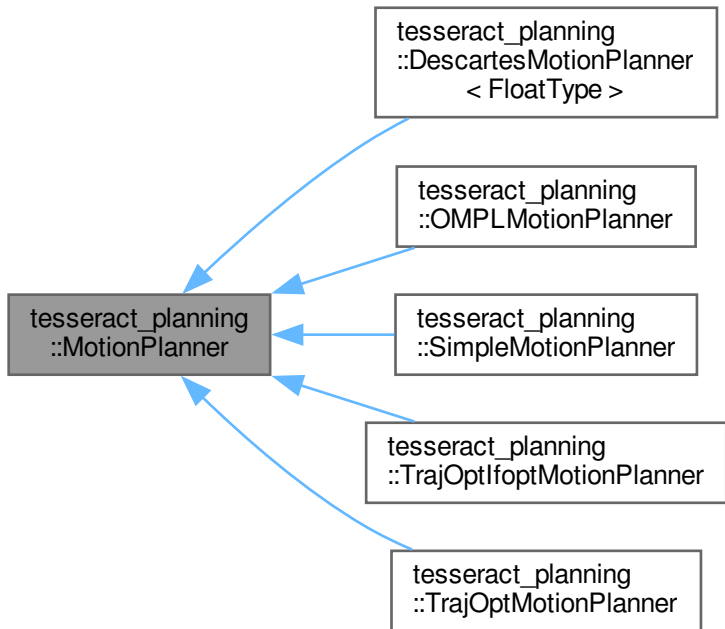 tesseract_planning
::DescartesMotionPlanner
< FloatType >
tesseract_planning
::OMPLMotionPlanner
tesseract_planning
::MotionPlanner
tesseract_planning
::SimpleMotionPlanner
tesseract_planning
::TrajOptIfoptMotionPlanner
tesseract_planning
::TrajOptMotionPlanner